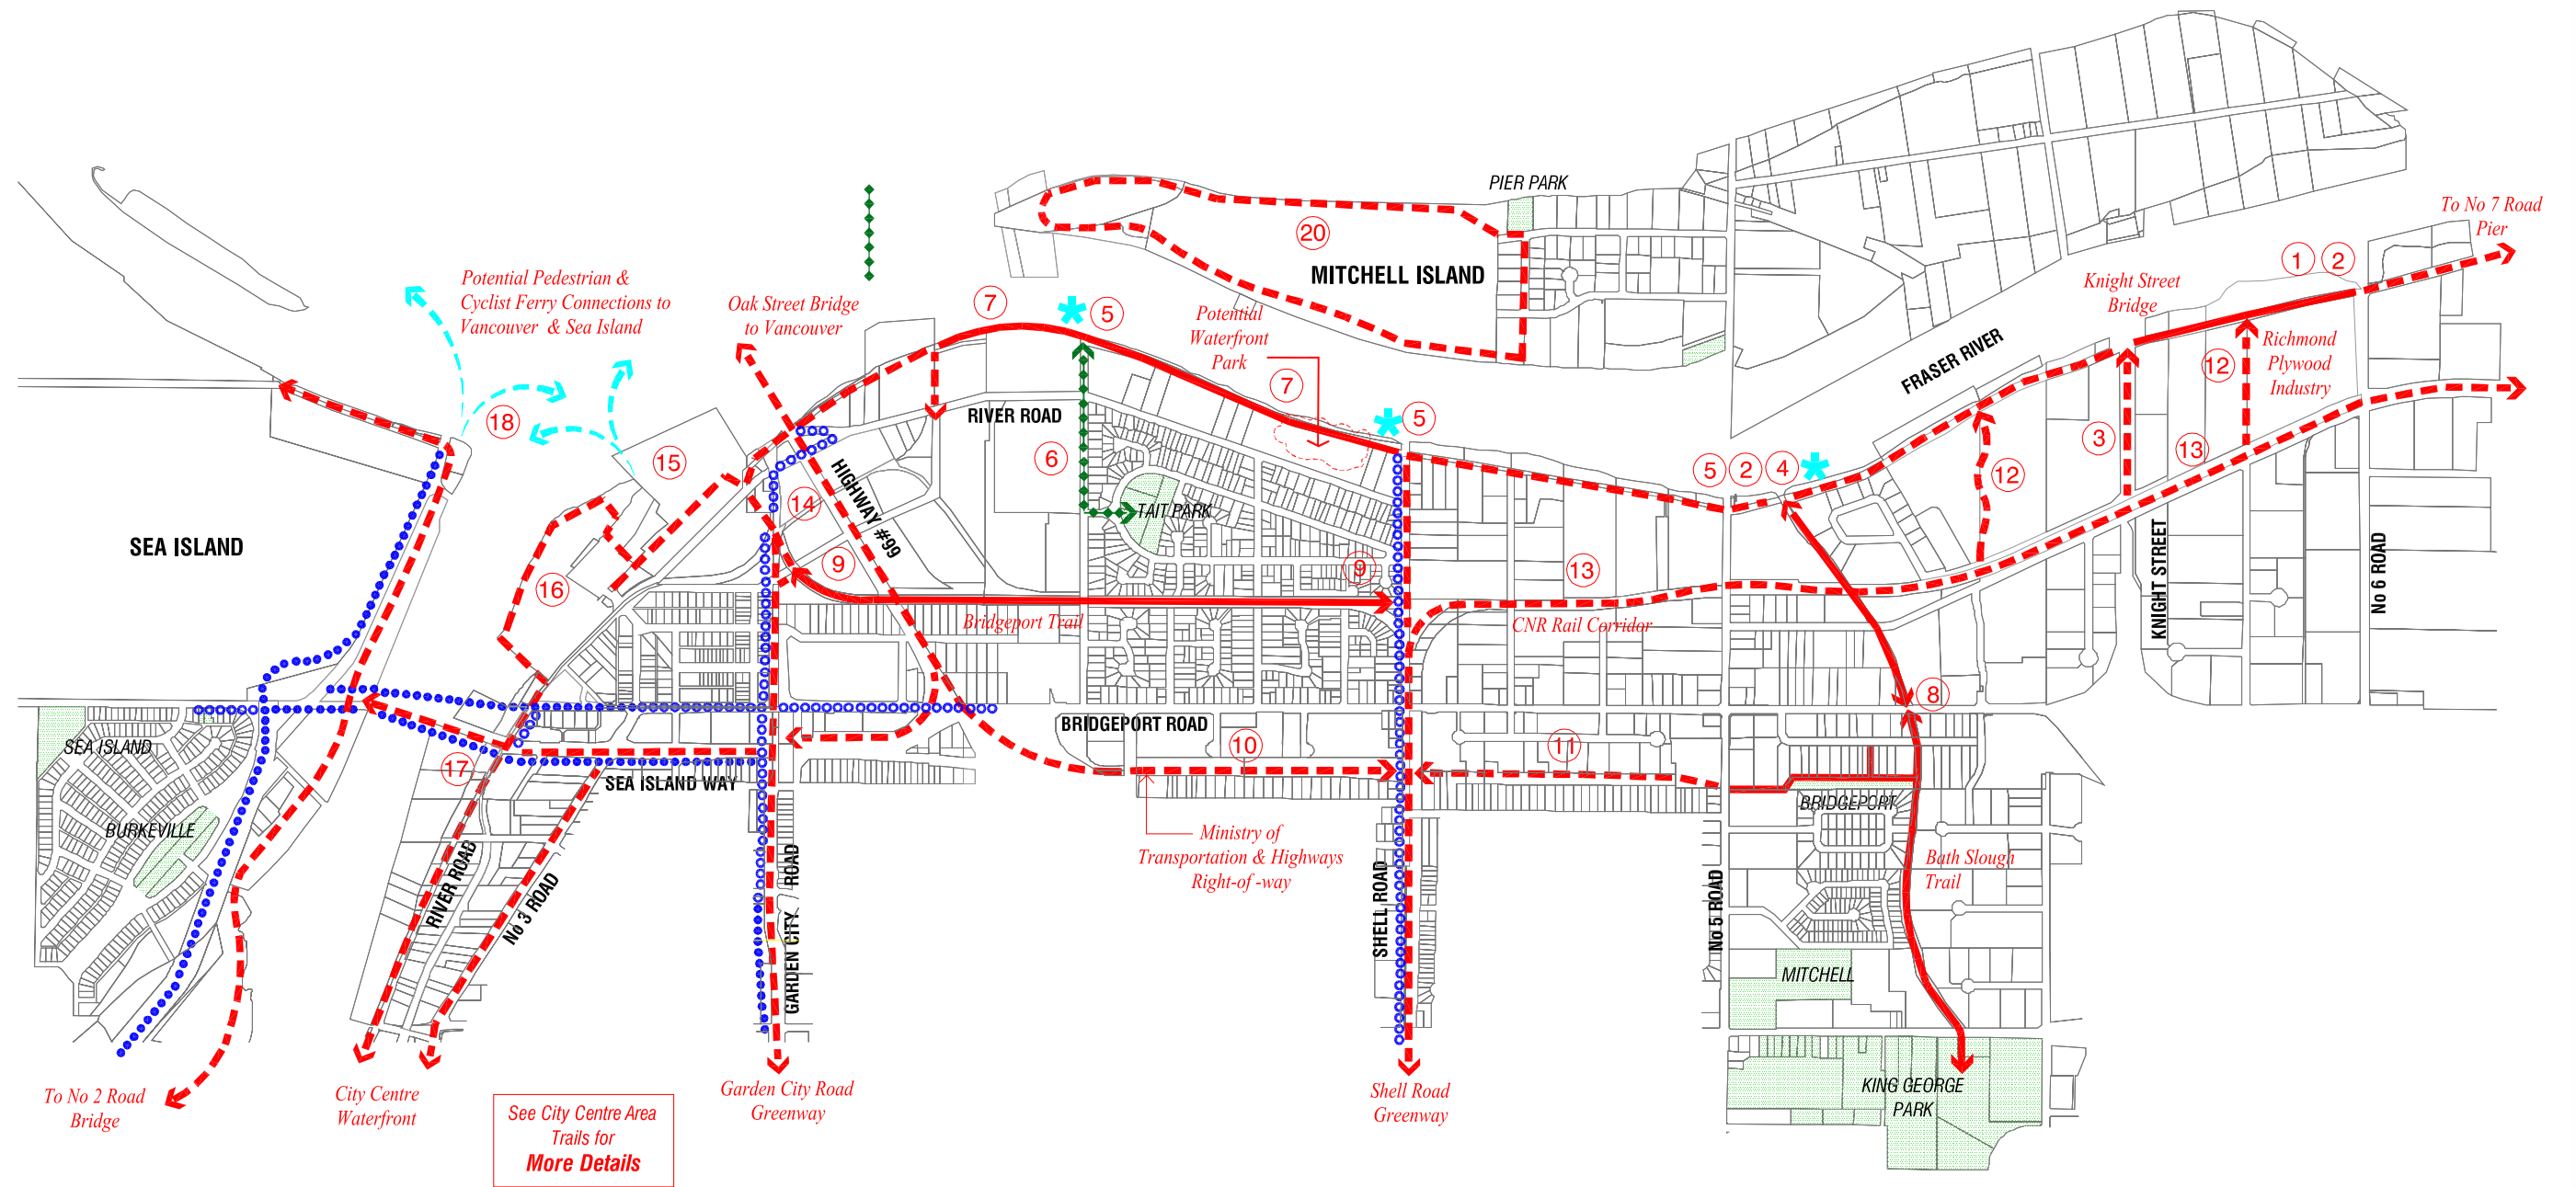 PIER PARK
To No 7 Road
Pier
20
MITCHELL ISLAND
1
2
Knight Street
Bridge
Potential Pedestrian &
Cyclist Ferry Connections to
Vancouver & Sea Island
Oak Street Bridge
to Vancouver
7
5
Potential
Waterfront
Park
7
FRASER RIVER
Richmond
Plywood
Industry
12
18
RIVER ROAD
5
15
6
HIGHWAY #99
3
13
5
2
4
12
14
TAIT PARK
SEA ISLAND
9
9
13
16
KNIGHT STREET
No 6 ROAD
Bridgeport Trail
CNR Rail Corridor
8
BRIDGEPORT ROAD
SEA ISLAND
10
11
17
SEA ISLAND WAY
BRIDGEPORT
BURKEVILLE
Ministry of
Transportation & Highways
Right-of -way
Bath Slough
Trail
RIVER ROAD
No 3 ROAD
GARDEN CITY ROAD
SHELL ROAD
No 5 ROAD
MITCHELL
KING GEORGE
PARK
To No 2 Road
Bridge
City Centre
Waterfront
See City Centre Area
Trails for
More Details
Garden City Road
Greenway
Shell Road
Greenway